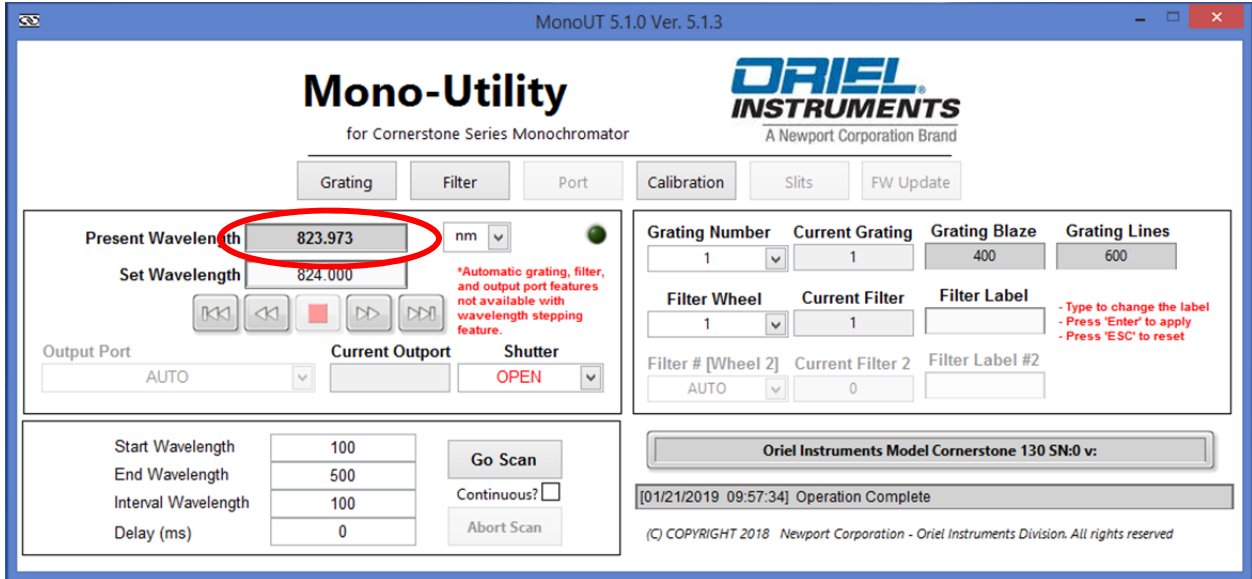 MonoUT 5.1.0 Ver. 5.1.3
Mono-Utility
for Cornerstone Series Monochromator
ORIEL®
INSTRUMENTS
A Newport Corporation Brand
Grating Filter Port Calibration Slits FW Update
Present Wavelength 823.973 nm
Set Wavelength 824.000
*Automatic grating, filter,
and output port features
not available with
wavelength stepping
feature.
Output Port Current Outport Shutter
AUTO OPEN
Grating Number Current Grating Grating Blaze Grating Lines
1 1 400 600
Filter Wheel Current Filter Filter Label
1 1
- Type to change the label
- Press 'Enter' to apply
- Press 'ESC' to reset
Filter # [Wheel 2] Current Filter 2 Filter Label #2
AUTO 0
Start Wavelength 100
End Wavelength 500
Interval Wavelength 100
Delay (ms) 0
Go Scan
Continuous?
Abort Scan
Oriel Instruments Model Cornerstone 130 SN:0 v:
[01/21/2019 09:57:34] Operation Complete
(C) COPYRIGHT 2018 Newport Corporation - Oriel Instruments Division. All rights reserved